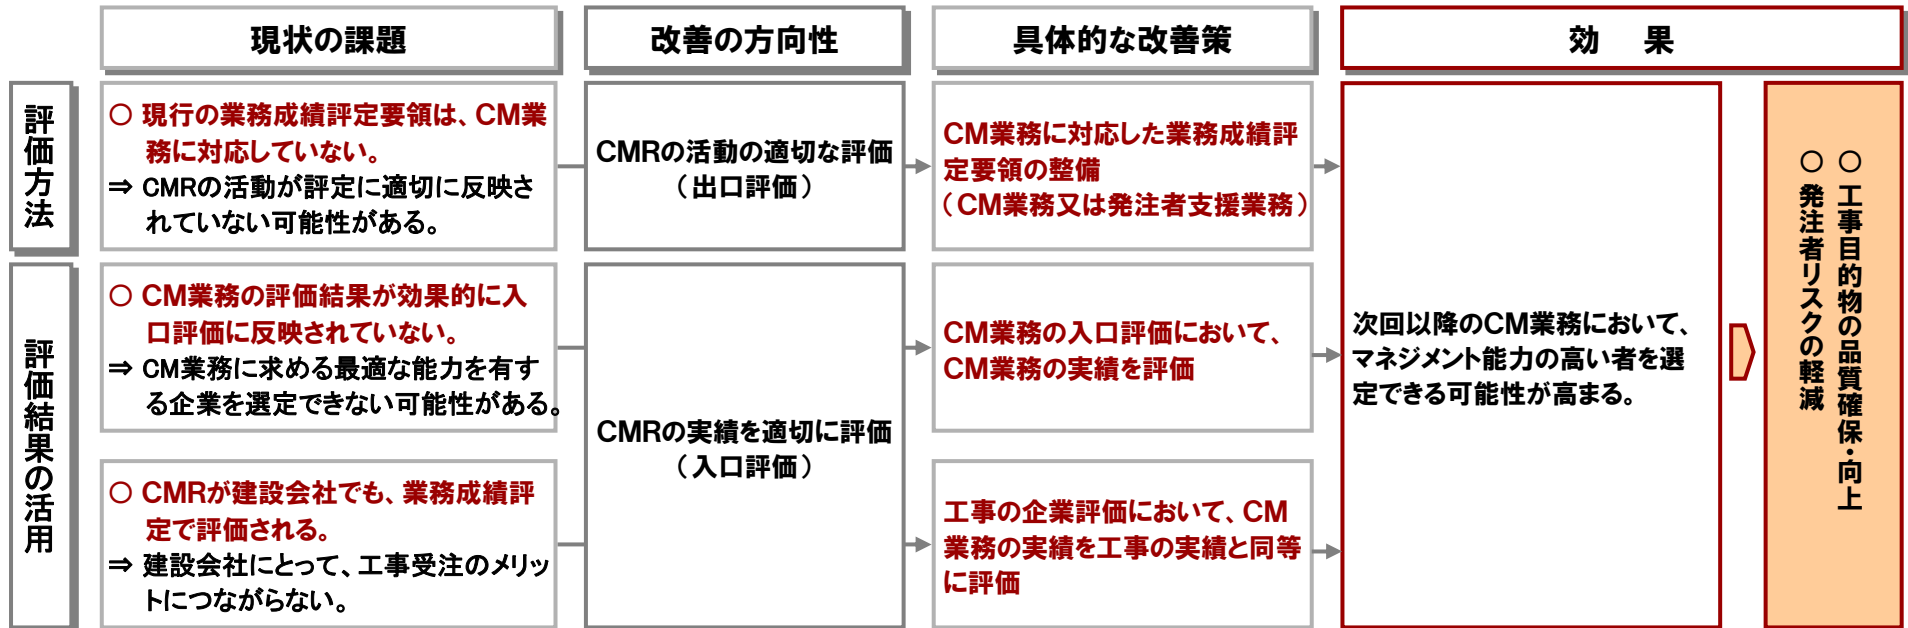 現状の課題
改善の方向性
具体的な改善策
効　果
評価方法
○ 現行の業務成績評定要領は、CM業
務に対応していない。
⇒ CMRの活動が評定に適切に反映さ
れていない可能性がある。
CMRの活動の適切な評価
（出口評価）
CM業務に対応した業務成績評
定要領の整備
（CM業務又は発注者支援業務）
評価結果の活用
○ CM業務の評価結果が効果的に入
口評価に反映されていない。
⇒ CM業務に求める最適な能力を有す
る企業を選定できない可能性がある。
○ CMRが建設会社でも、業務成績評
定で評価される。
⇒ 建設会社にとって、工事受注のメリッ
トにつながらない。
CMRの実績を適切に評価
（入口評価）
CM業務の入口評価において、
CM業務の実績を評価
工事の企業評価において、CM
業務の実績を工事の実績と同等
に評価
次回以降のCM業務において、
マネジメント能力の高い者を選
定できる可能性が高まる。
○ 工事目的物の品質確保・向上
○ 発注者リスクの軽減